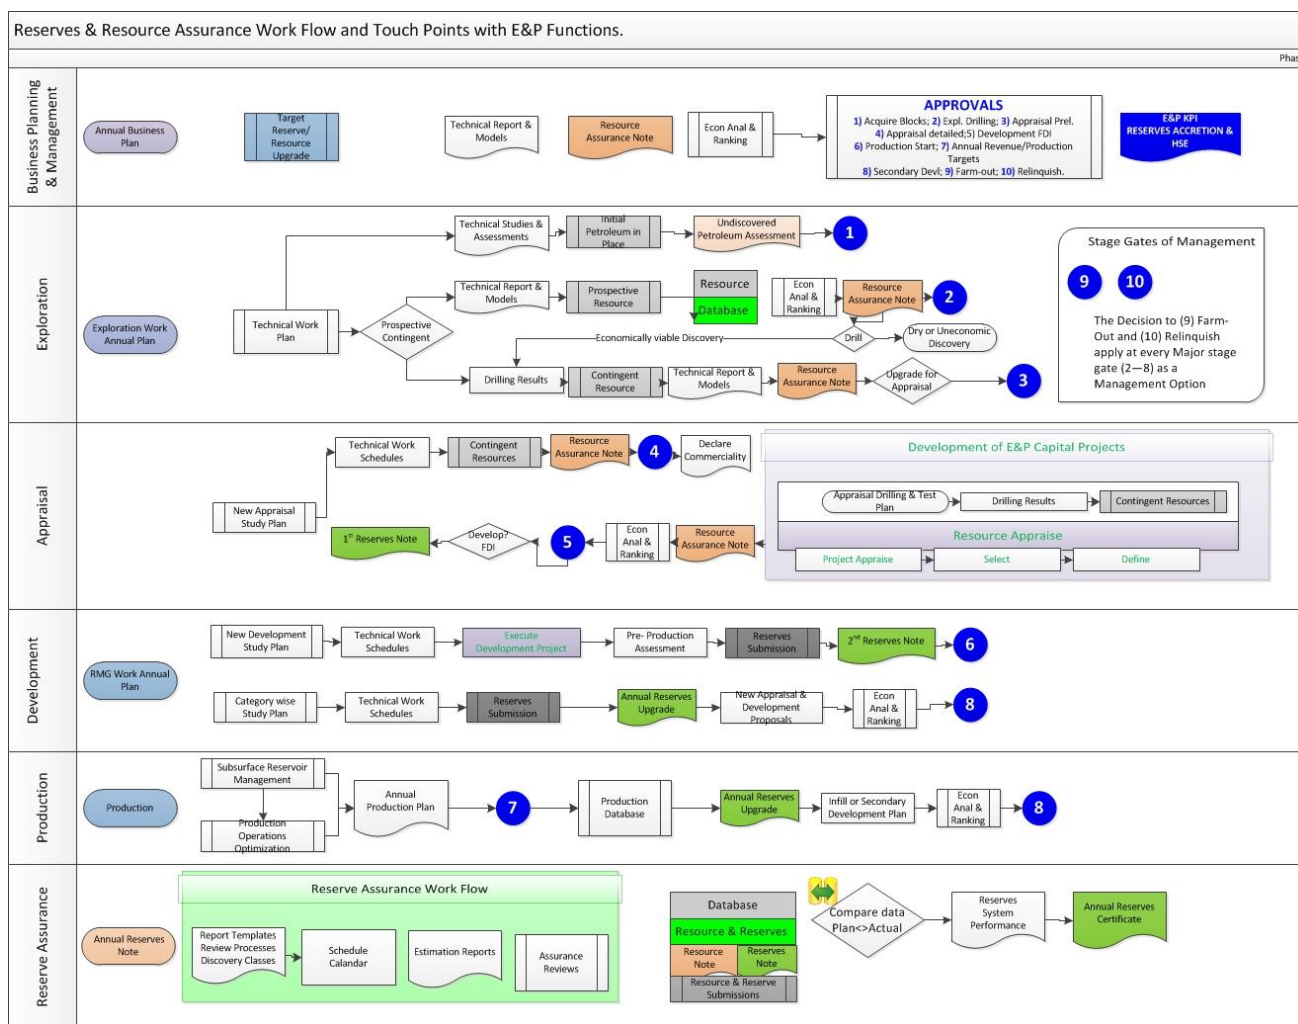 Reserves & Resource Assurance Work Flow and Touch Points with E&P Functions.
Phas
Business Planning
& Management
Annual Business
Plan
Target
Reserve/
Resource
Upgrade
Technical Report &
Models
Resource
Assurance Note
Econ Anal &
Ranking
APPROVALS
1) Acquire Blocks; 2) Expl. Drilling; 3) Appraisal Prel.
4) Appraisal detailed;5) Development FDI
6) Production Start; 7) Annual Revenue/Production
Targets
8) Secondary Devl; 9) Farm-out; 10) Relinquish.
E&P KPI
RESERVES ACCRETION &
HSE
Exploration
Exploration Work
Annual Plan
Technical Work
Plan
Prospective
Contingent
Technical Studies &
Assessments
Initial
Petroleum in
Place
Undiscovered
Petroleum Assessment
1
Technical Report &
Models
Prospective
Resource
Resource
Database
Econ
Anal &
Ranking
Resource
Assurance Note
2
Economically viable Discovery
Drill
Dry or Uneconomic
Discovery
Drilling Results
Contingent
Resource
Technical Report &
Models
Resource
Assurance Note
Upgrade for
Appraisal
3
Stage Gates of Management
9
10
The Decision to (9) Farm-
Out and (10) Relinquish
apply at every Major stage
gate (2—8) as a
Management Option
Appraisal
New Appraisal
Study Plan
Technical Work
Schedules
Contingent
Resources
Resource
Assurance Note
4
Declare
Commerciality
1st Reserves Note
Develop?
FDI
5
Econ
Anal &
Ranking
Resource
Assurance Note
Development of E&P Capital Projects
Appraisal Drilling & Test
Plan
Drilling Results
Contingent Resources
Resource Appraise
Project Appraise
Select
Define
Development
RMG Work Annual
Plan
New Development
Study Plan
Technical Work
Schedules
Execute
Development Project
Pre- Production
Assessment
Reserves
Submission
2nd Reserves Note
6
Category wise
Study Plan
Technical Work
Schedules
Reserves
Submission
Annual Reserves
Upgrade
New Appraisal &
Development
Proposals
Econ
Anal &
Ranking
8
Production
Production
Subsurface Reservoir
Management
Production
Operations
Optimization
Annual
Production Plan
7
Production
Database
Annual Reserves
Upgrade
Infill or Secondary
Development Plan
Econ
Anal &
Ranking
8
Reserve Assurance
Annual Reserves
Note
Reserve Assurance Work Flow
Report Templates
Review Processes
Discovery Classes
Schedule
Calandar
Estimation Reports
Assurance
Reviews
Database
Resource & Reserves
Resource
Note
Reserves
Note
Resource & Reserve
Submissions
Compare data
Plan<>Actual
Reserves
System
Performance
Annual Reserves
Certificate